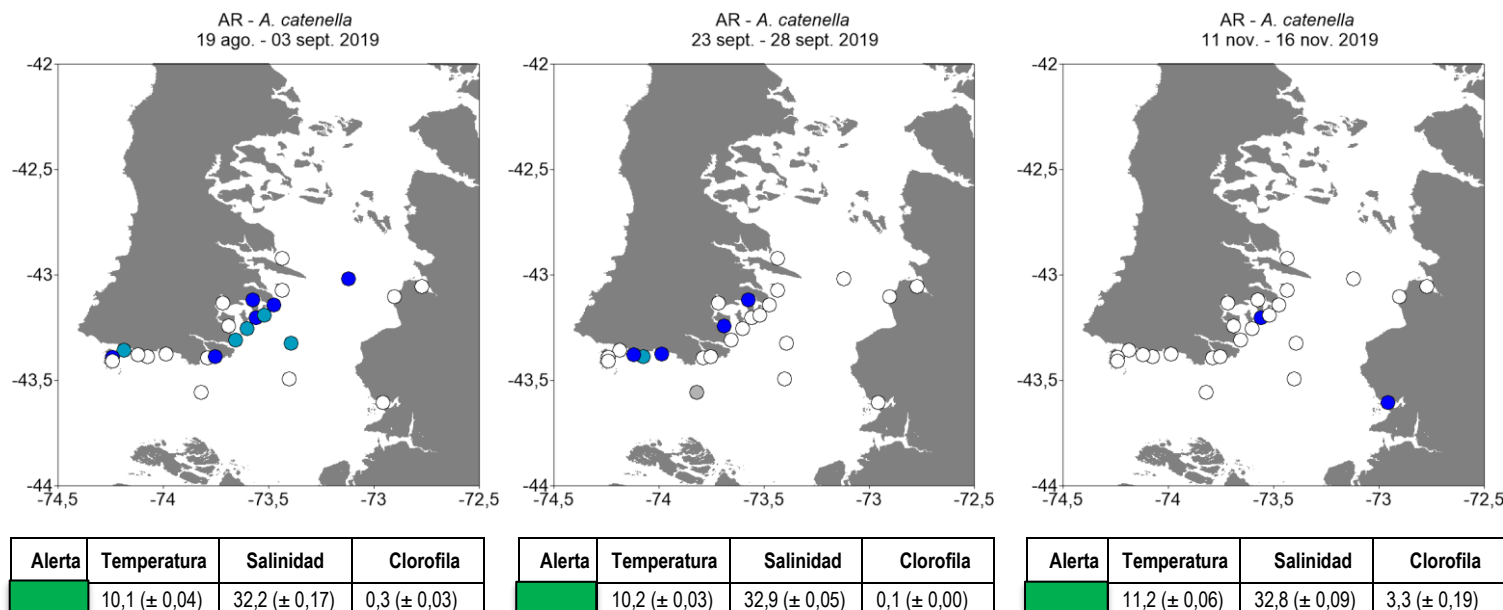 AR - A. catenella
19 ago. - 03 sept. 2019
-42
-42,5
-43
-43,5
-44
-74,5 -74 -73,5 -73 -72,5
Alerta Temperatura Salinidad Clorofila
10,1 (± 0,04) 32,2 (± 0,17) 0,3 (± 0,03)
AR - A. catenella
23 sept. - 28 sept. 2019
-42
-42,5
-43
-43,5
-44
-74,5 -74 -73,5 -73 -72,5
Alerta Temperatura Salinidad Clorofila
10,2 (± 0,03) 32,9 (± 0,05) 0,1 (± 0,00)
AR - A. catenella
11 nov. - 16 nov. 2019
-42
-42,5
-43
-43,5
-44
-74,5 -74 -73,5 -73 -72,5
Alerta Temperatura Salinidad Clorofila
11,2 (± 0,06) 32,8 (± 0,09) 3,3 (± 0,19)